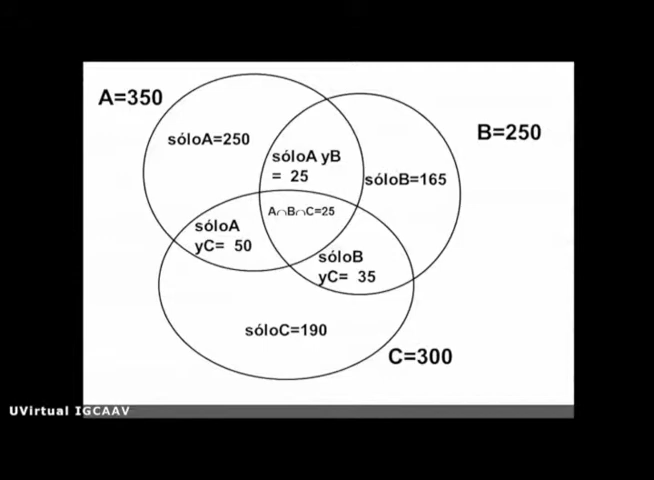 A=350
B=250
sóloA=250
sóloA yB
= 25
sóloB=165
A∩B∩C=25
sóloA
yC= 50
sóloB
yC= 35
sóloC=190
C=300
UVirtual IGCAAV